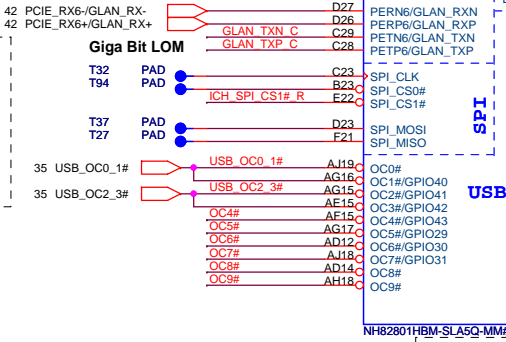 42 PCIE_RX6-/GLAN_RX- D27 PERN6/GLAN_RXN
42 PCIE_RX6+/GLAN_RX+ D26 PERP6/GLAN_RXP
GLAN_TXN_C C29 PETN6/GLAN_TXN
Giga Bit LOM GLAN_TXP_C C28 PETP6/GLAN_TXP
T32 PAD C23 SPI_CLK
T94 PAD B23 SPI_CS0#
ICH_SPI_CS1#_R E22 SPI_CS1#
SPI
T37 PAD D23 SPI_MOSI
T27 PAD F21 SPI_MISO
35 USB_OC0_1# USB_OC0_1# AJ19 OC0#
AG16 OC1#/GPIO40
35 USB_OC2_3# USB_OC2_3# AG15 OC2#/GPIO41
USB
AE15 OC3#/GPIO42
OC4# AF15 OC4#/GPIO43
OC5# AG17 OC5#/GPIO29
OC6# AD12 OC6#/GPIO30
OC7# AJ18 OC7#/GPIO31
OC8# AD14 OC8#
OC9# AH18 OC9#
NH82801HBM-SLA5Q-MM#